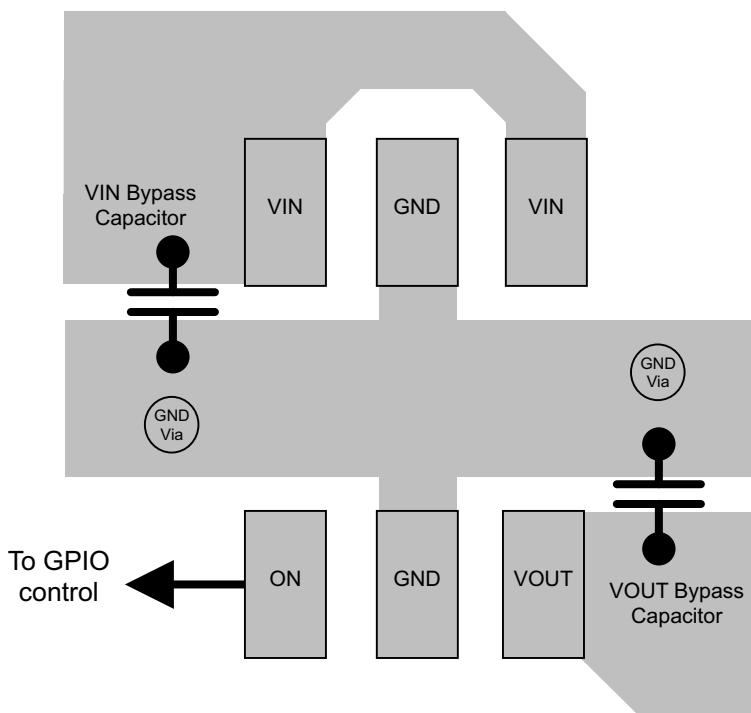 VIN Bypass
Capacitor
VIN
GND
VIN
GND
Via
GND
Via
To GPIO
control
ON
GND
VOUT
VOUT Bypass
Capacitor